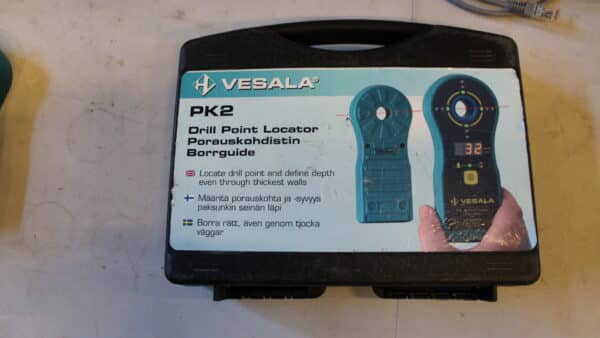 VESALA®
PK2
Drill Point Locator
Porauskohdistin
Borrguide
Locate drill point and define depth
even through thickest walls
Määritä porauskohta ja -syvyys
paksunkin seinän läpi
Borra rätt, även genom tjocka
väggar
32
VESALA